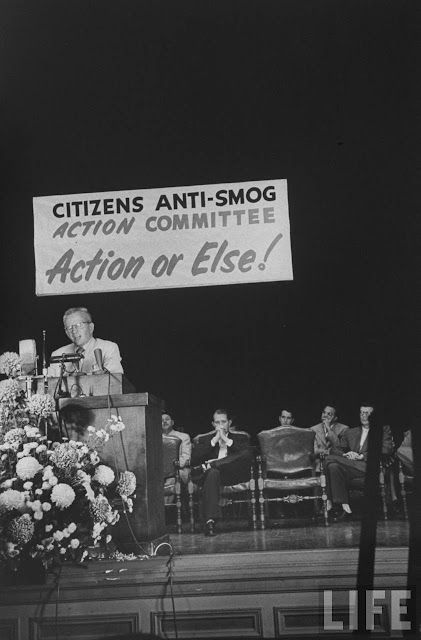 CITIZENS ANTI-SMOG
ACTION COMMITTEE
Action or Else!
LIFE